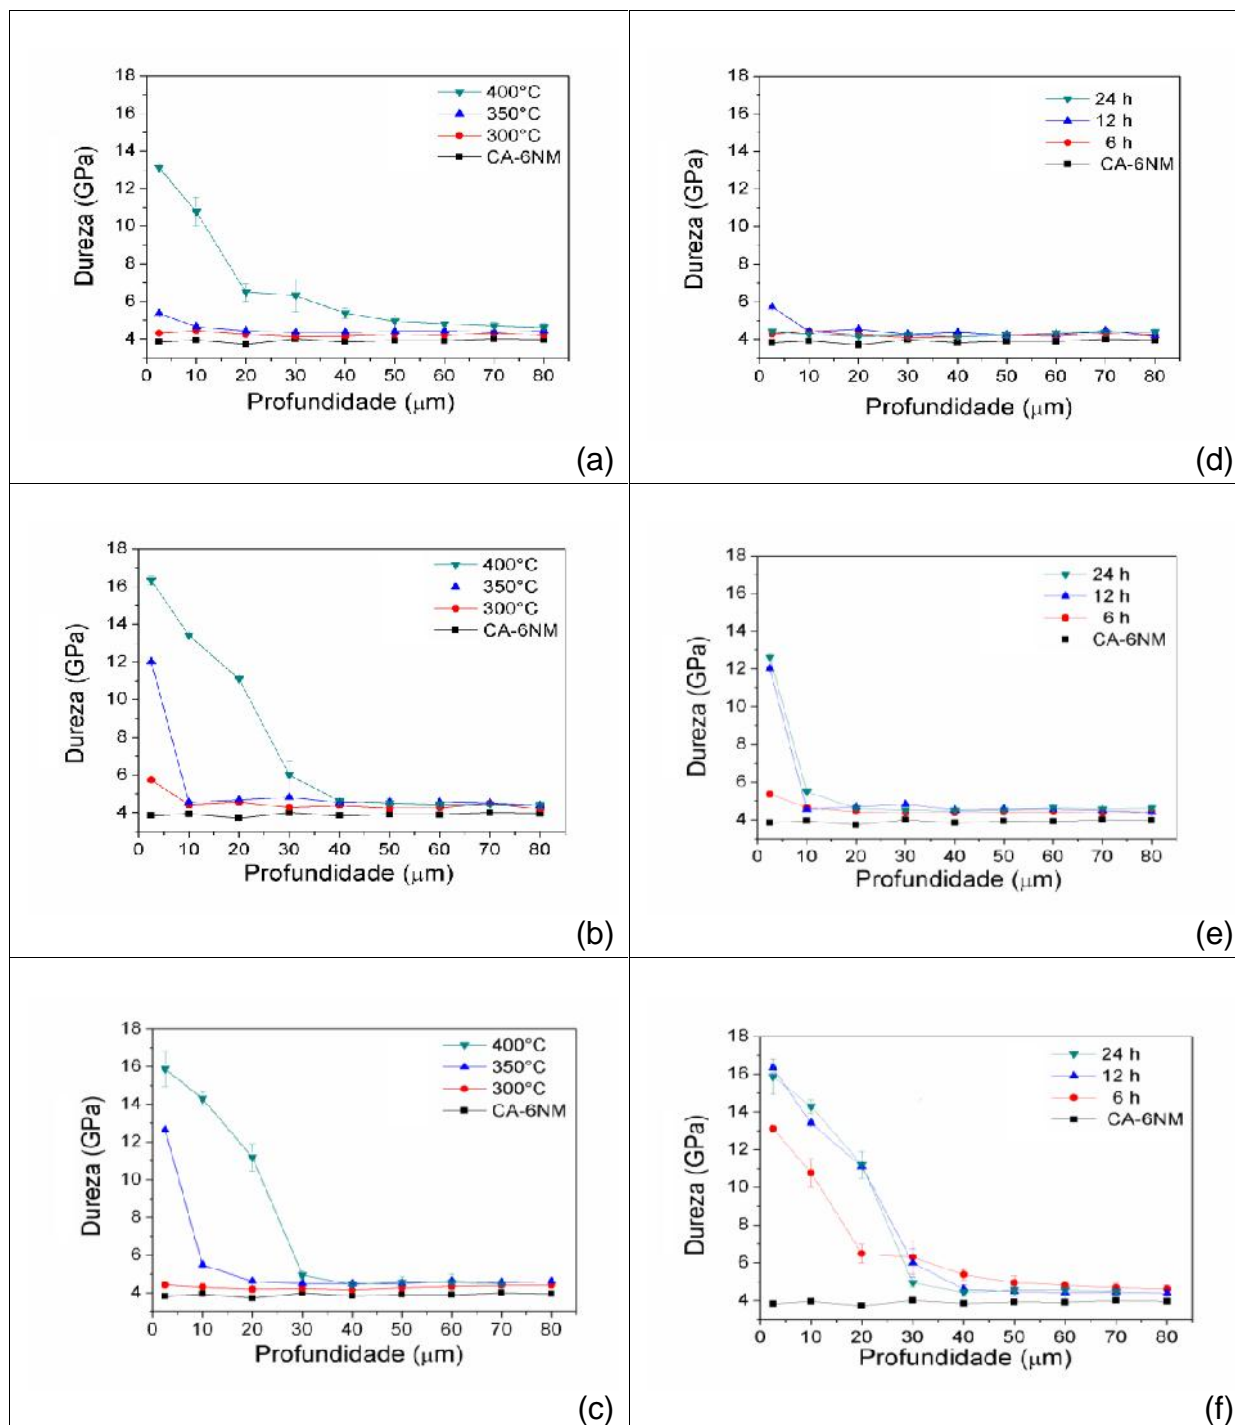 18
16
14
12
10
8
6
4
Dureza (GPa)
400°C
350°C
300°C
CA-6NM
0 10 20 30 40 50 60 70 80
Profundidade (μm)
(a)
18
16
14
12
10
8
6
4
Dureza (GPa)
24 h
12 h
6 h
CA-6NM
0 10 20 30 40 50 60 70 80
Profundidade (μm)
(d)
18
16
14
12
10
8
6
4
Dureza (GPa)
400°C
350°C
300°C
CA-6NM
0 10 20 30 40 50 60 70 80
Profundidade (μm)
(b)
18
16
14
12
10
8
6
4
Dureza (GPa)
24 h
12 h
6 h
CA-6NM
0 10 20 30 40 50 60 70 80
Profundidade (μm)
(e)
18
16
14
12
10
8
6
4
Dureza (GPa)
400°C
350°C
300°C
CA-6NM
0 10 20 30 40 50 60 70 80
Profundidade (μm)
(c)
18
16
14
12
10
8
6
4
Dureza (GPa)
24 h
12 h
6 h
CA-6NM
0 10 20 30 40 50 60 70 80
Profundidade (μm)
(f)